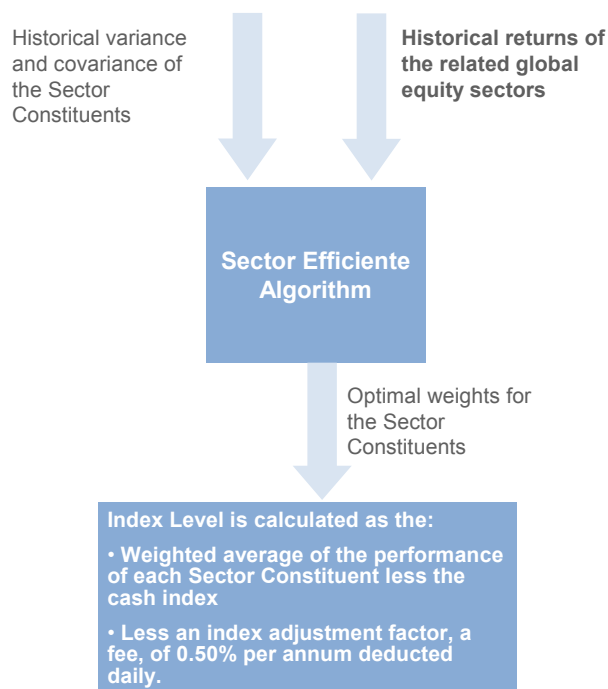 Historical variance
and covariance of
the Sector
Constituents
Historical returns of
the related global
equity sectors
Sector Efficiente
Algorithm
Optimal weights for
the Sector
Constituents
Index Level is calculated as the:
• Weighted average of the performance
of each Sector Constituent less the
cash index
• Less an index adjustment factor, a
fee, of 0.50% per annum deducted
daily.